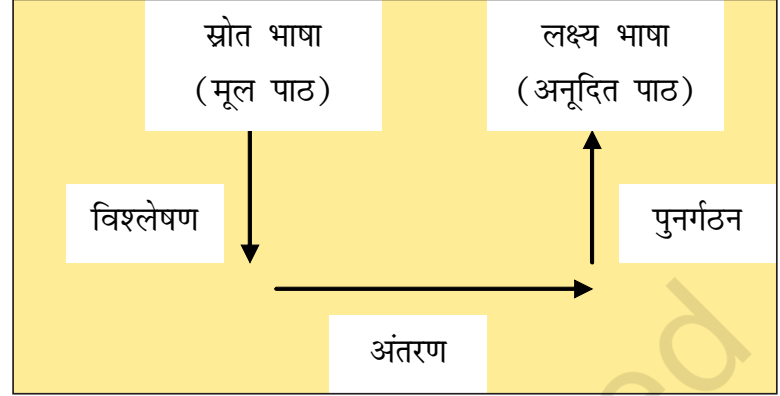 स्रोत भाषा
(मूल पाठ)
लक्ष्य भाषा
(अनूदित पाठ)
विश्लेषण
पुनर्गठन
अंतरण